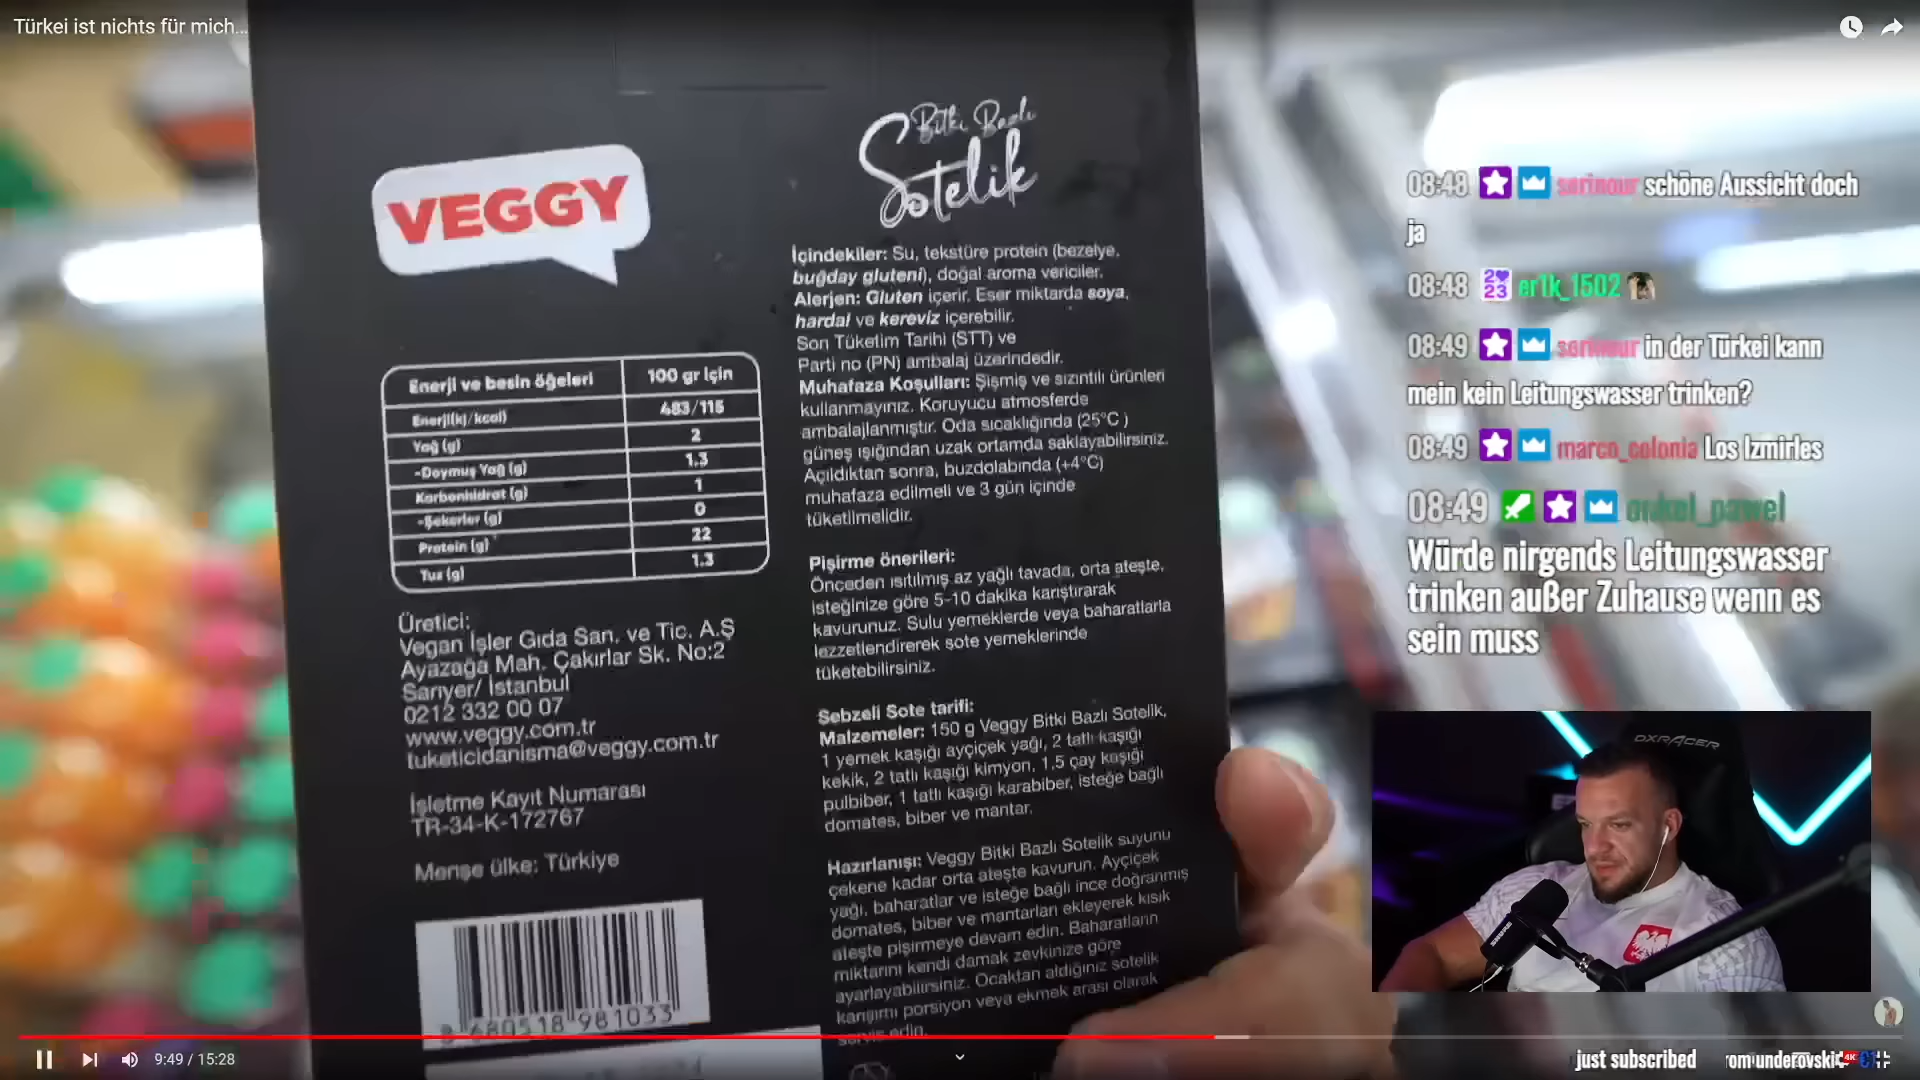 Türkei ist nichts für mich...
VEGGY
Bitki Bazlı
Sotelik
İçindekiler: Su, tekstüre protein (bezelye,
buğday gluteni), doğal aroma vericiler.
Alerjen: Gluten içerir. Eser miktarda soya,
hardal ve kereviz içerebilir.
Son Tüketim Tarihi (STT) ve
Parti no (PN) ambalaj üzerindedir.
Muhafaza Koşulları: Şişmiş ve sızıntılı ürünleri
kullanmayınız. Koruyucu atmosferde
ambalajlanmıştır. Oda sıcaklığında (25°C )
güneş ışığından uzak ortamda saklayabilirsiniz.
Açıldıktan sonra, buzdolabında (+4°C)
muhafaza edilmeli ve 3 gün içinde
tüketilmelidir.
Pişirme önerileri:
Önceden ısıtılmış az yağlı tavada, orta ateşte,
isteğinize göre 5-10 dakika karıştırarak
kavurunuz. Sulu yemeklerde veya baharatlarla
lezzetlendirerek sote yemeklerinde
tüketebilirsiniz.
Sebzeli Sote tarifi:
Malzemeler: 150 g Veggy Bitki Bazlı Sotelik,
1 yemek kaşığı ayçiçek yağı, 2 tatlı kaşığı
kekik, 2 tatlı kaşığı kimyon, 1,5 çay kaşığı
pulbiber, 1 tatlı kaşığı karabiber, isteğe bağlı
domates, biber ve mantar.
Hazırlanışı: Veggy Bitki Bazlı Sotelik suyunu
çekene kadar orta ateşte kavurun. Ayçiçek
yağı, baharatlar ve isteğe bağlı ince doğranmış
domates, biber ve mantarları ekleyerek kısık
ateşte pişirmeye devam edin. Baharatların
miktarını kendi damak zevkinize göre
ayarlayabilirsiniz. Ocaktan aldığınız sotelik
karışımı porsiyon veya ekmek arası olarak
servis edin.
Enerji ve besin öğeleri 100 gr için
Enerji(kj/kcal) 483/115
Yağ (g) 2
-Doymuş Yağ (g) 1.3
Karbonhidrat (g) 1
-Şekerler (g) 0
Protein (g) 22
Tuz (g) 1.3
Üretici:
Vegan İşler Gıda San. ve Tic. A.Ş
Ayazağa Mah. Çakırlar Sk. No:2
Sarıyer/ İstanbul
0212 332 00 07
www.veggy.com.tr
tuketicidanisma@veggy.com.tr
İşletme Kayıt Numarası
TR-34-K-172767
Menşe ülke: Türkiye
8 680518 981033
08:48 serinour schöne Aussicht doch
ja
08:48 er1k_1502
08:49 serinour in der Türkei kann
mein kein Leitungswasser trinken?
08:49 marco_colonia Los Izmirles
08:49 onkel_pawel
Würde nirgends Leitungswasser
trinken außer Zuhause wenn es
sein muss
DXRACER
SHURE
9:49 / 15:28
just subscribed